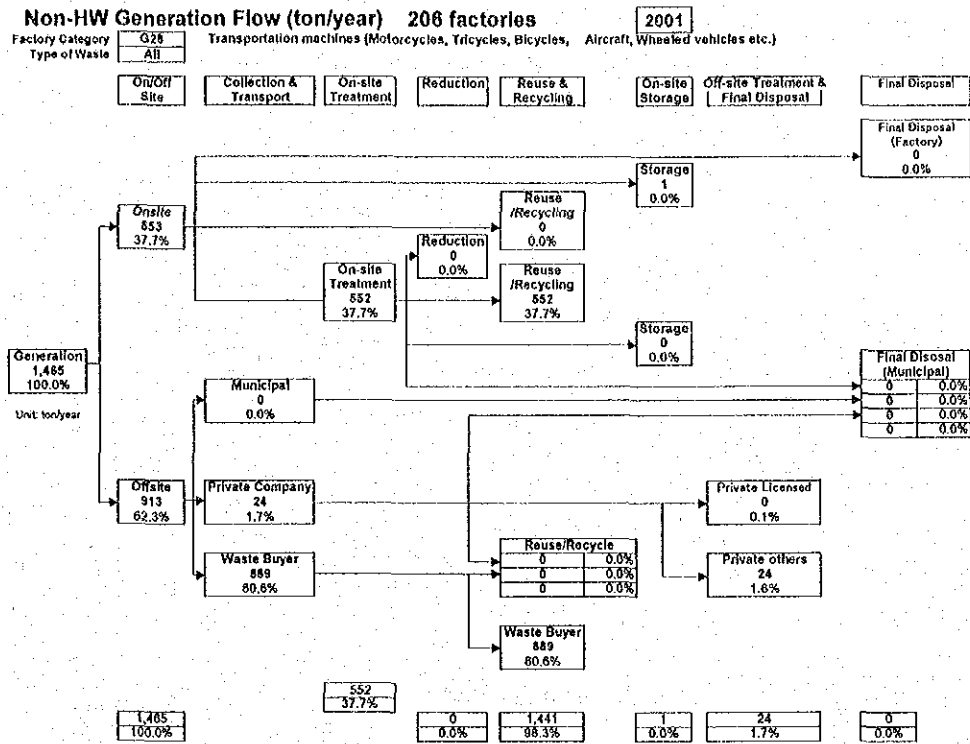 Non-HW Generation Flow (ton/year) 206 factories 2001
Factory Category G28 Transportation machines (Motorcycles, Tricycles, Bicycles, Aircraft, Wheeled vehicles etc.)
Type of Waste All
On/Off Site
Collection & Transport
On-site Treatment
Reduction
Reuse & Recycling
On-site Storage
Off-site Treatment & Final Disposal
Final Disposal
Final Disposal (Factory)
0
0.0%
Storage
1
0.0%
Onsite
553
37.7%
Reuse /Recycling
0
0.0%
Reduction
0
0.0%
On-site Treatment
552
37.7%
Reuse /Recycling
552
37.7%
Storage
0
0.0%
Generation
1,465
100.0%
Unit: ton/year
Final Disosal (Municipal)
0 0.0%
0 0.0%
0 0.0%
0 0.0%
Municipal
0
0.0%
Offsite
913
62.3%
Private Company
24
1.7%
Private Licensed
0
0.1%
Waste Buyer
889
60.6%
Reuse/Recycle
0 0.0%
0 0.0%
0 0.0%
Private others
24
1.6%
Waste Buyer
889
60.6%
552
37.7%
1,465
100.0%
0
0.0%
1,441
98.3%
1
0.0%
24
1.7%
0
0.0%